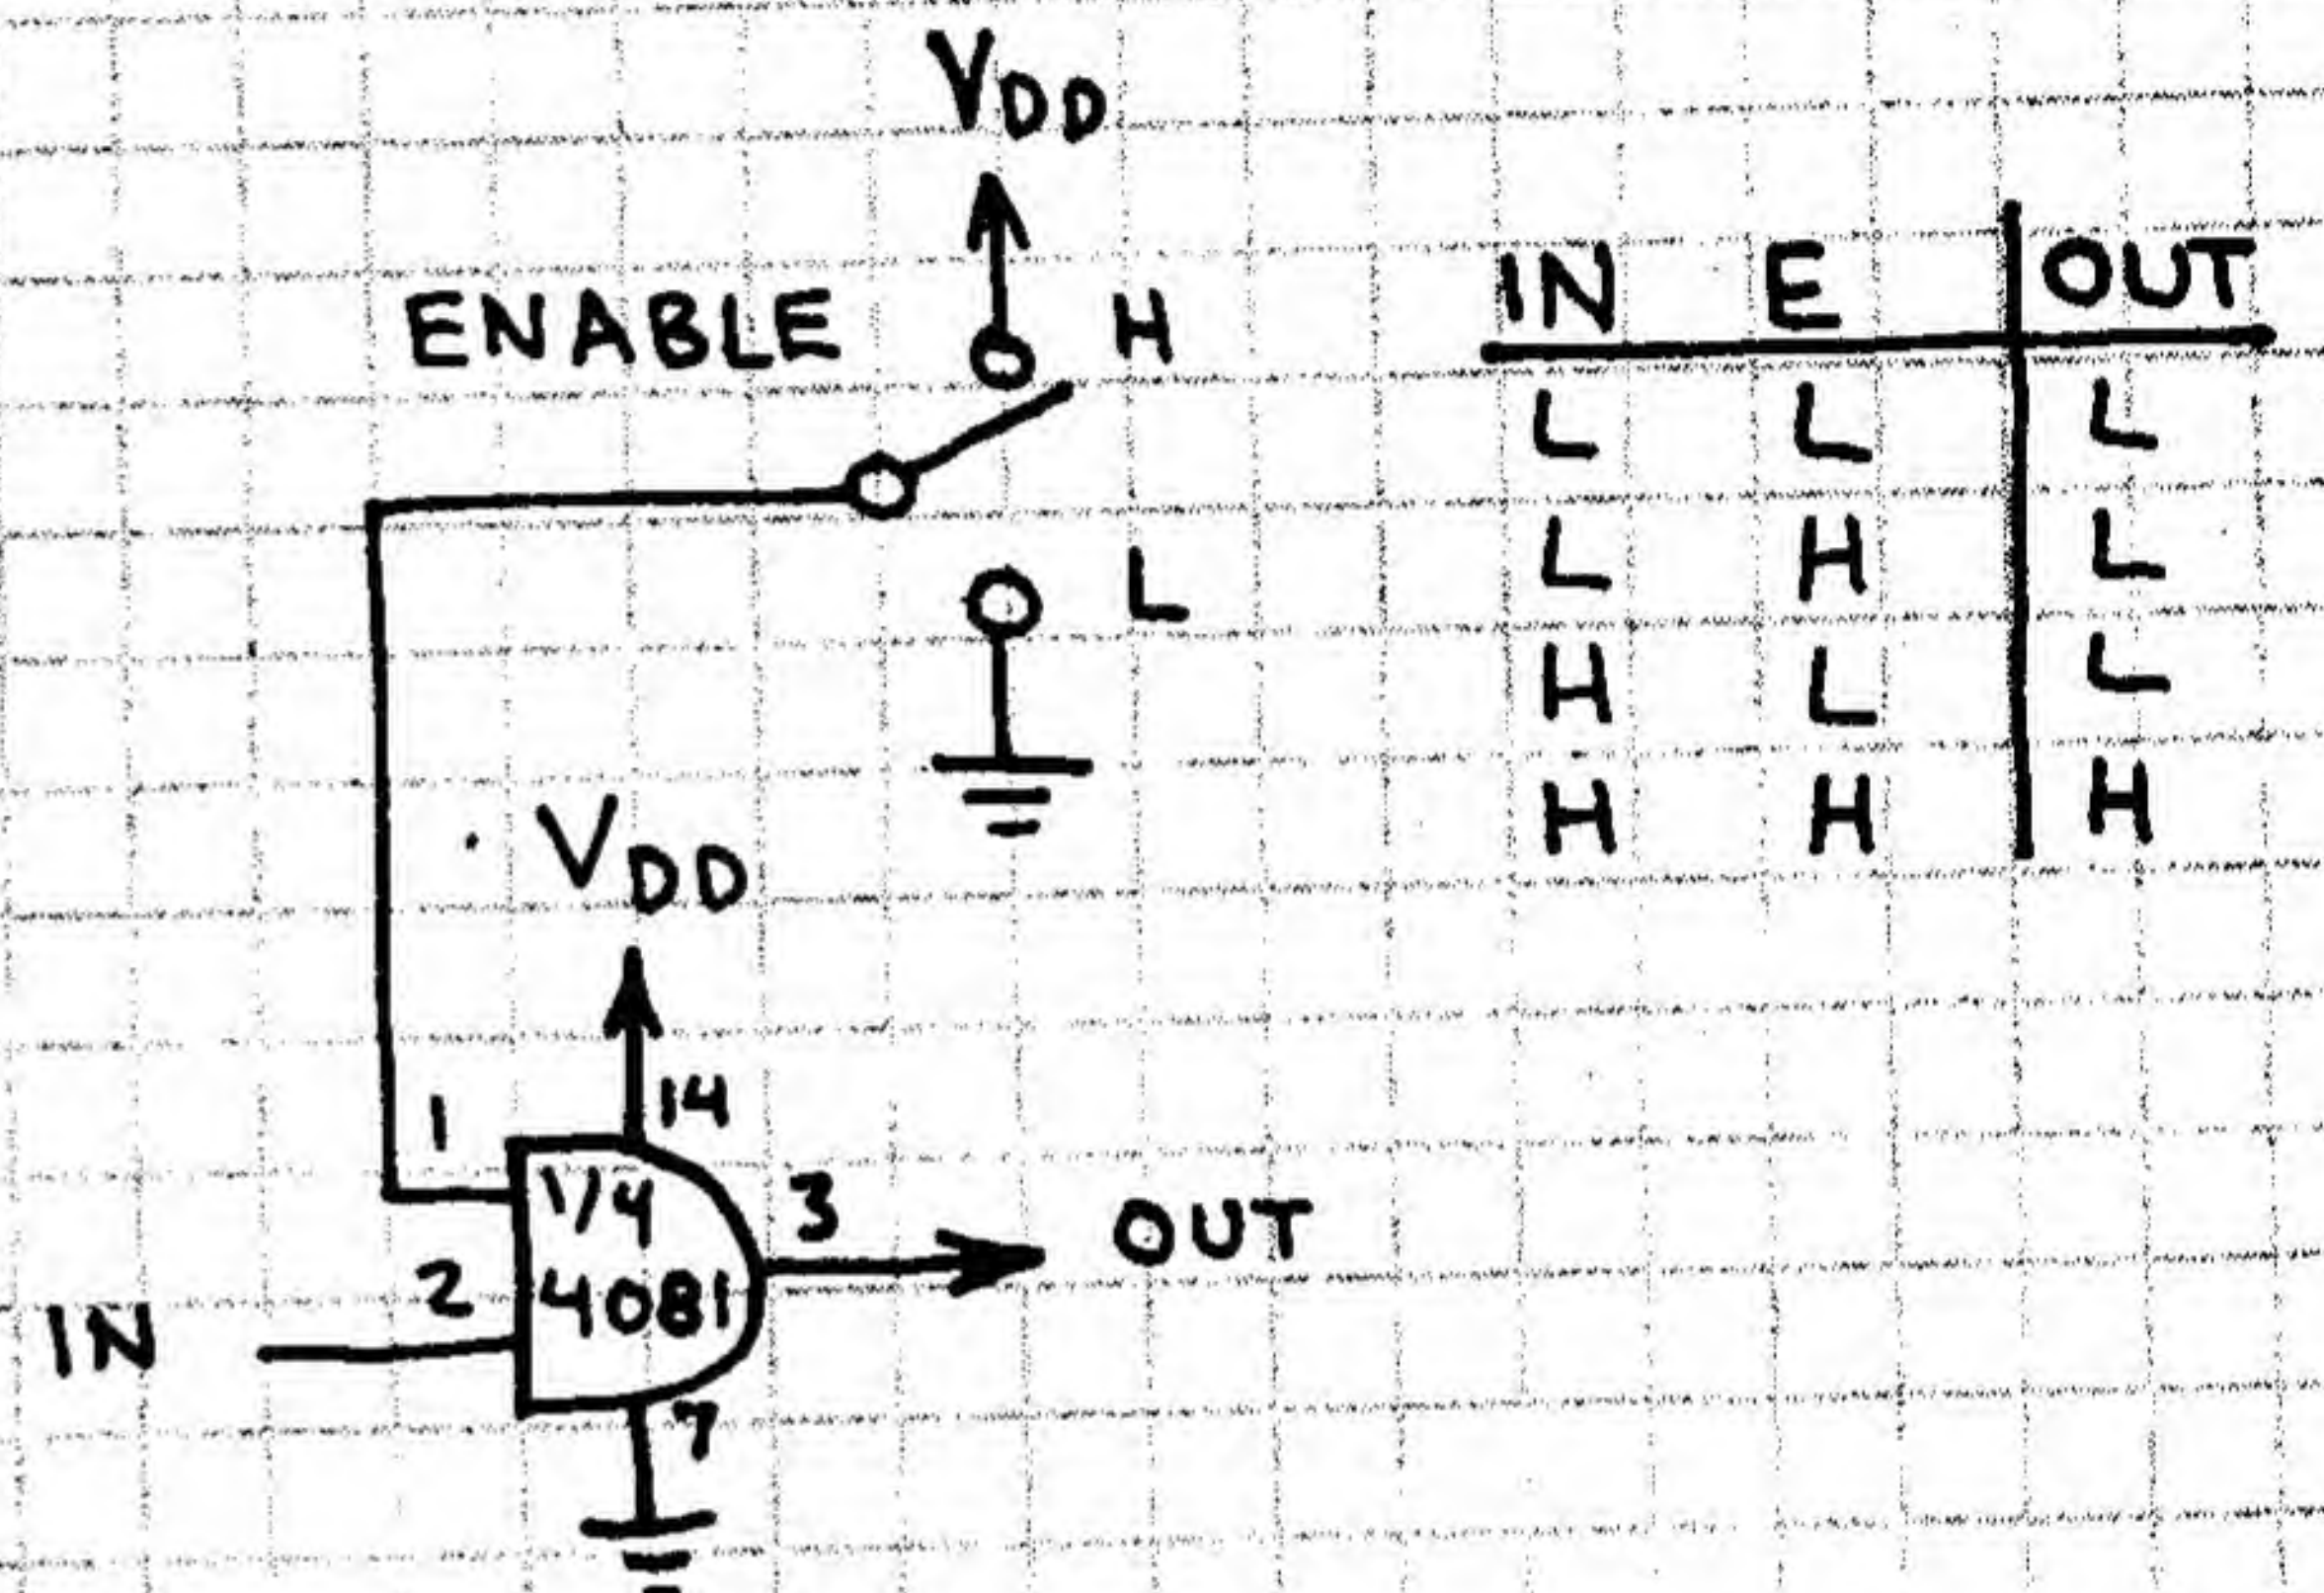 VDD
ENABLE H
L
VDD
14
1
1/4
4081
2
3
OUT
IN
7
IN E OUT
L L L
L H L
H L L
H H H